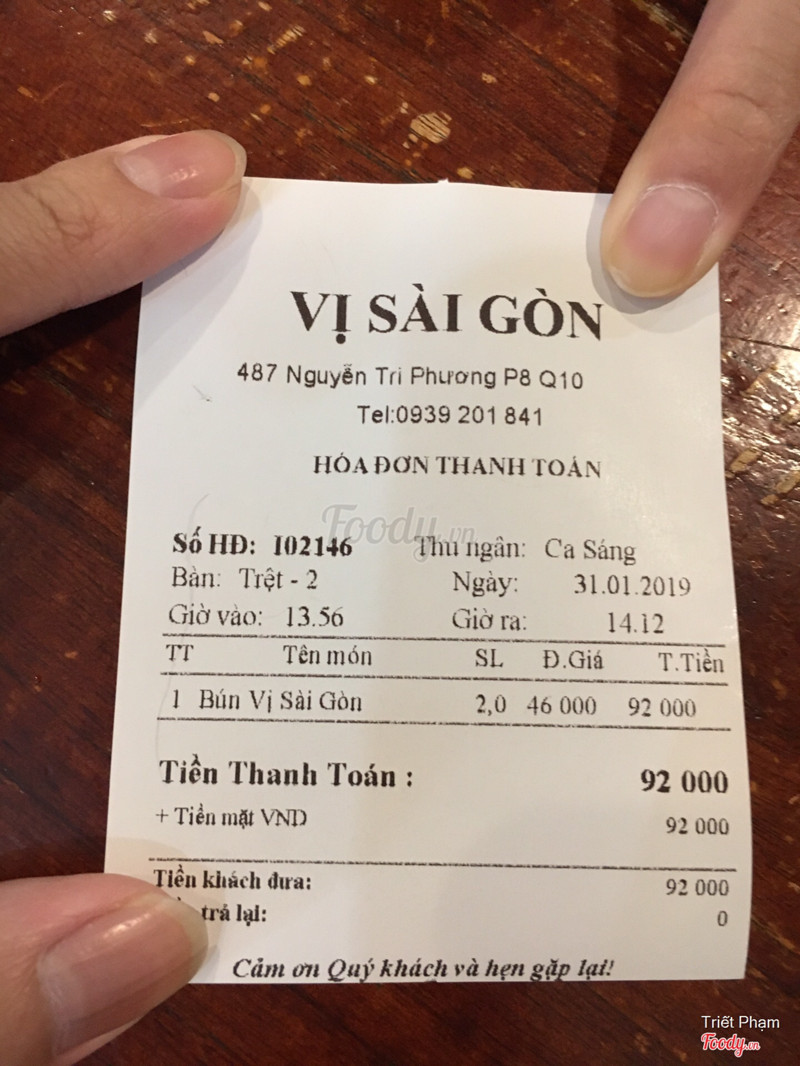 VỊ SÀI GÒN
487 Nguyễn Tri Phương P8 Q10
Tel:0939 201 841
HÓA ĐƠN THANH TOÁN
Foody.vn
Số HĐ: I02146 Thu ngân: Ca Sáng
Bàn: Trệt - 2 Ngày: 31.01.2019
Giờ vào: 13.56 Giờ ra: 14.12
TT Tên món SL Đ.Giá T.Tiền
1 Bún Vị Sài Gòn 2,0 46 000 92 000
Tiền Thanh Toán : 92 000
+ Tiền mặt VND 92 000
Tiền khách đưa: 92 000
trả lại: 0
Cảm ơn Quý khách và hẹn gặp lại!
Triết Phạm
Foody.vn